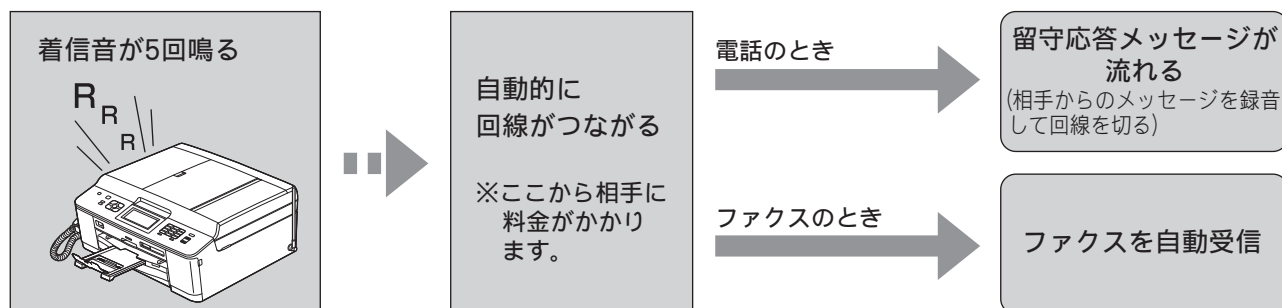 着信音が5回鳴る
R
R
R
自動的に
回線がつながる
※ここから相手に
料金がかかり
ます。
電話のとき
留守応答メッセージが
流れる
(相手からのメッセージを録音
して回線を切る)
ファクスのとき
ファクスを自動受信